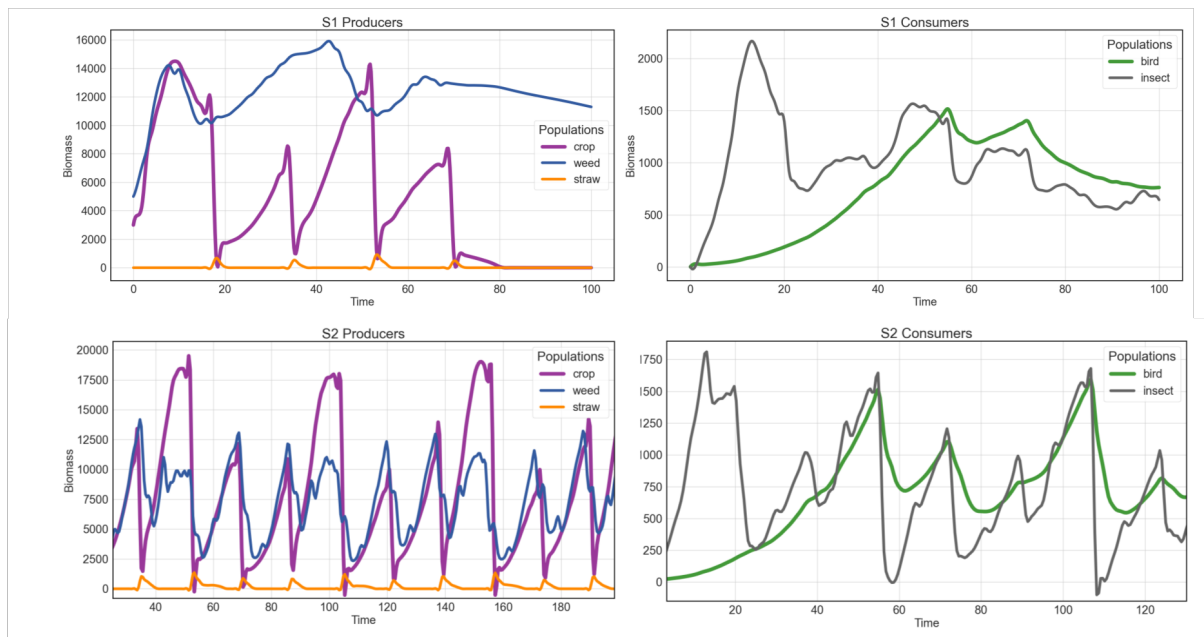 S1 Producers
16000
14000
12000
10000
8000
6000
4000
2000
0
Biomass
0 20 40 60 80 100
Time
Populations
crop
weed
straw
S1 Consumers
2000
1500
1000
500
0
Biomass
0 20 40 60 80 100
Time
Populations
bird
insect
S2 Producers
20000
17500
15000
12500
10000
7500
5000
2500
0
Biomass
40 60 80 100 120 140 160 180
Time
Populations
crop
weed
straw
S2 Consumers
1750
1500
1250
1000
750
500
250
0
Biomass
20 40 60 80 100 120
Time
Populations
bird
insect